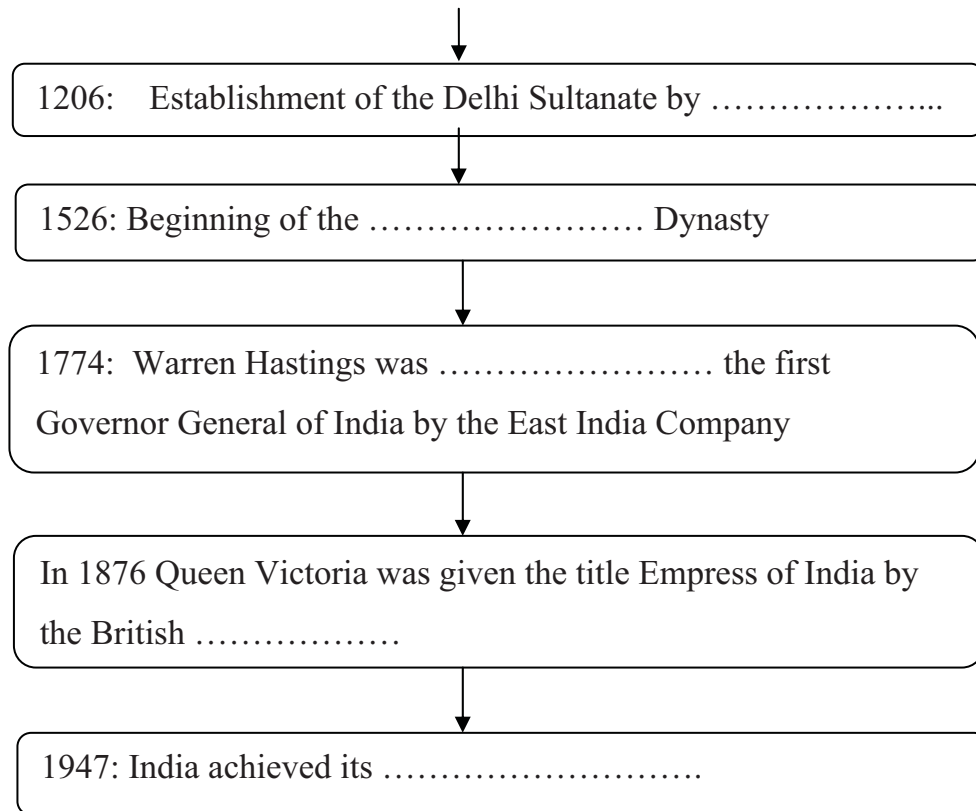 1206: Establishment of the Delhi Sultanate by …………………...
1526: Beginning of the …………………… Dynasty
1774: Warren Hastings was …………………… the first
Governor General of India by the East India Company
In 1876 Queen Victoria was given the title Empress of India by
the British ………………
1947: India achieved its ……………………….